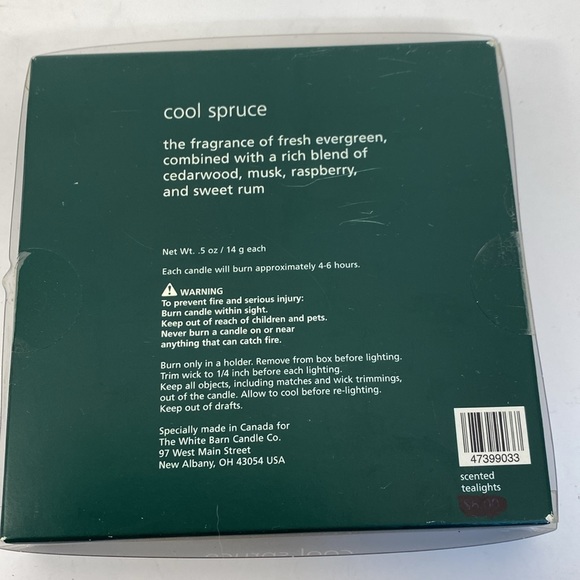 cool spruce
the fragrance of fresh evergreen,
combined with a rich blend of
cedarwood, musk, raspberry,
and sweet rum
Net Wt. .5 oz / 14 g each
Each candle will burn approximately 4-6 hours.
WARNING
To prevent fire and serious injury:
Burn candle within sight.
Keep out of reach of children and pets.
Never burn a candle on or near
anything that can catch fire.
Burn only in a holder. Remove from box before lighting.
Trim wick to 1/4 inch before each lighting.
Keep all objects, including matches and wick trimmings,
out of the candle. Allow to cool before re-lighting.
Keep out of drafts.
Specially made in Canada for
The White Barn Candle Co.
97 West Main Street
New Albany, OH 43054 USA
47399033
scented
tealights
cool spruce